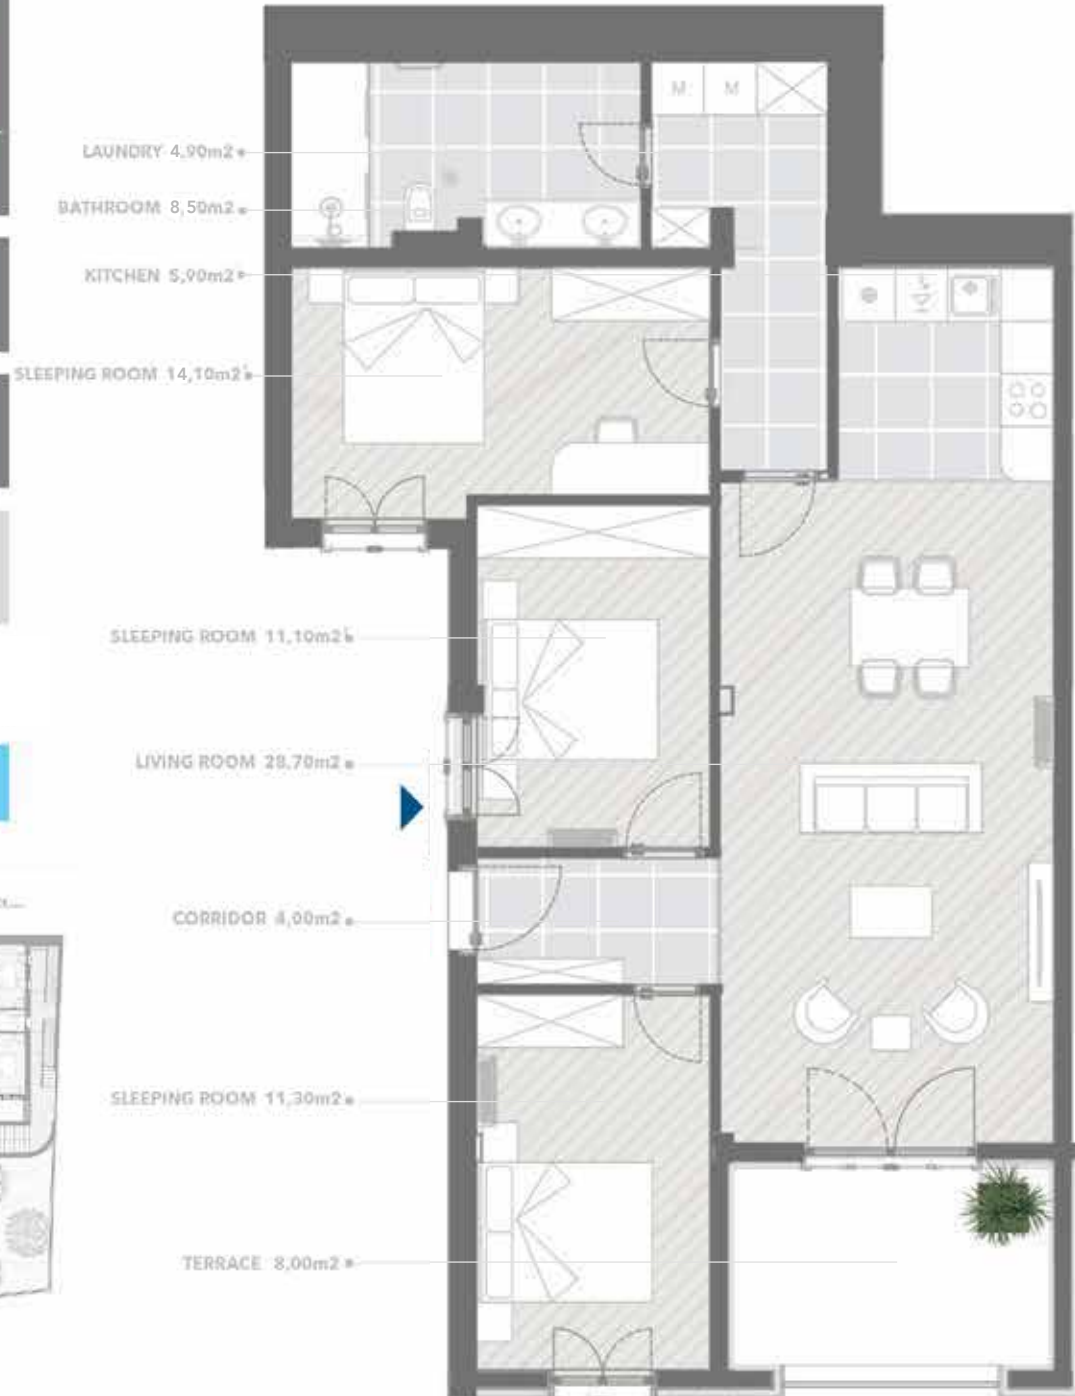 M M
LAUNDRY 4,90m2
BATHROOM 8,50m2
KITCHEN 5,90m2
SLEEPING ROOM 14,10m2
SLEEPING ROOM 11,10m2
LIVING ROOM 28,70m2
CORRIDOR 4,00m2
SLEEPING ROOM 11,30m2
TERRACE 8,00m2